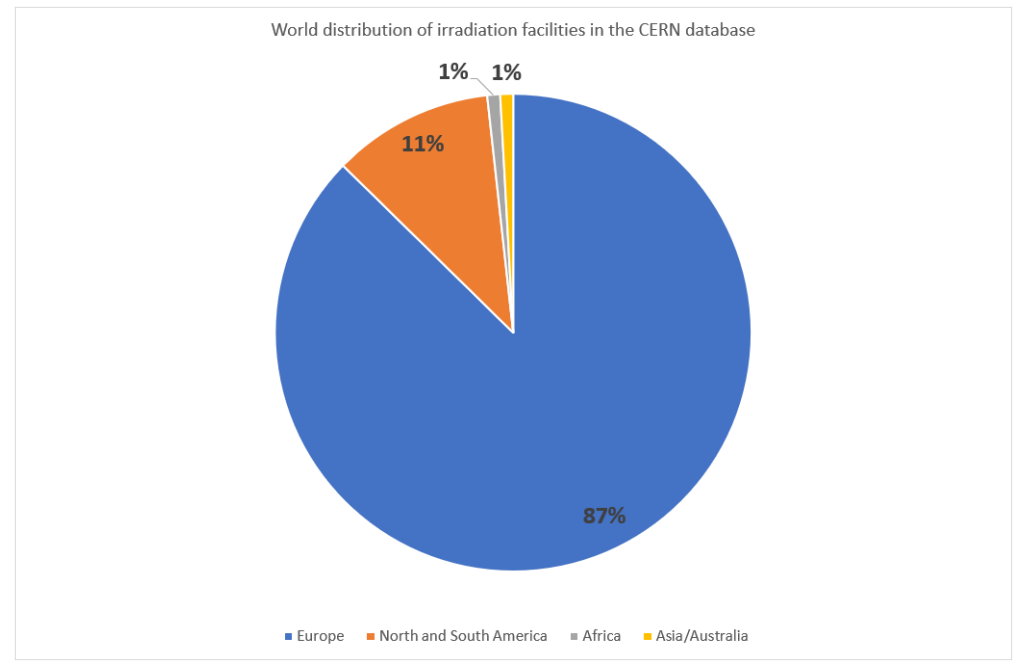 World distribution of irradiation facilities in the CERN database
1% 1%
11%
87%
Europe North and South America Africa Asia/Australia